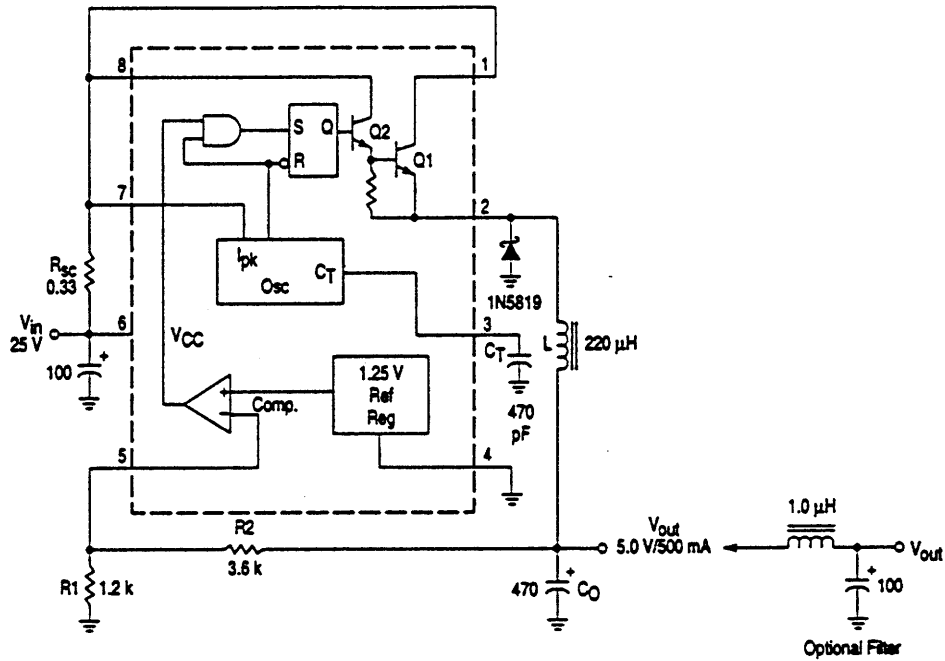 8
1
S Q
Q2
R
Q1
7
2
Ipk
CT
Osc
Rsc
0.33
1N5819
Vin
25 V
6
VCC
3
CT
L
220 µH
100
+
1.25 V
Ref
Reg
+
Comp.
−
470
pF
5
4
R2
3.6 k
Vout
5.0 V/500 mA
1.0 µH
Vout
R1
1.2 k
470
+
CO
+
100
Optional Filter